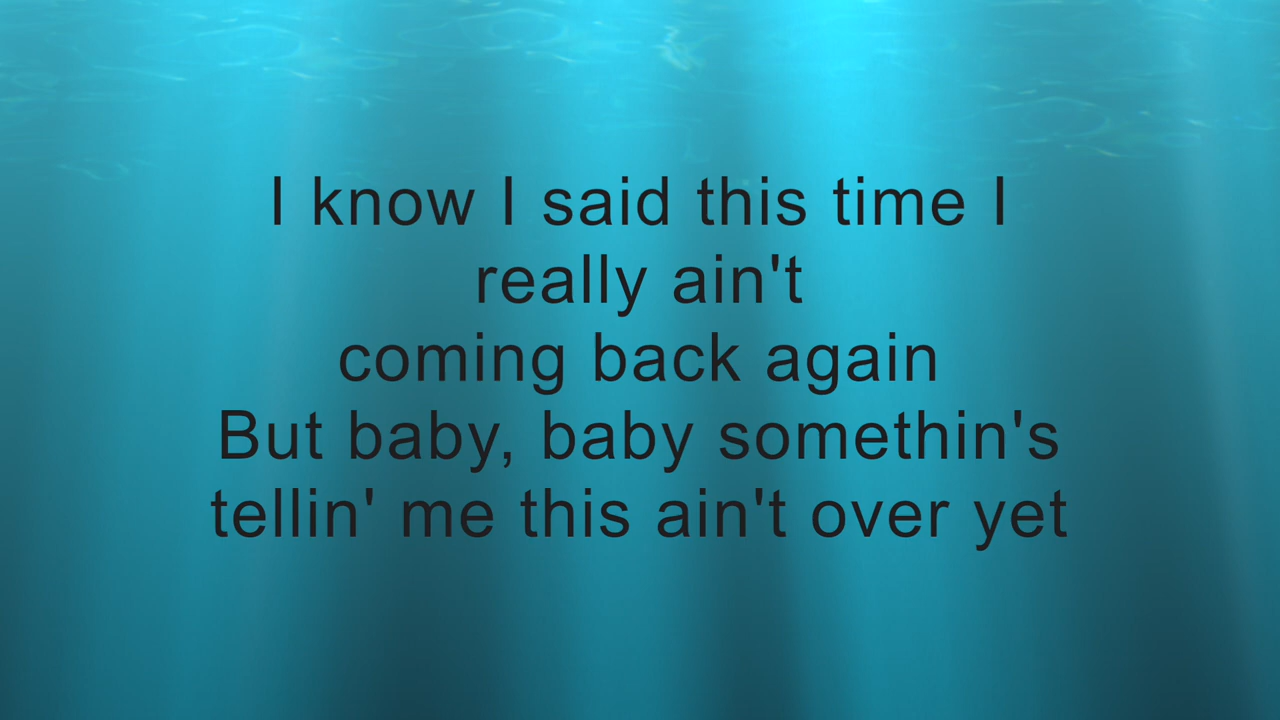 I know I said this time I
really ain't
coming back again
But baby, baby somethin's
tellin' me this ain't over yet